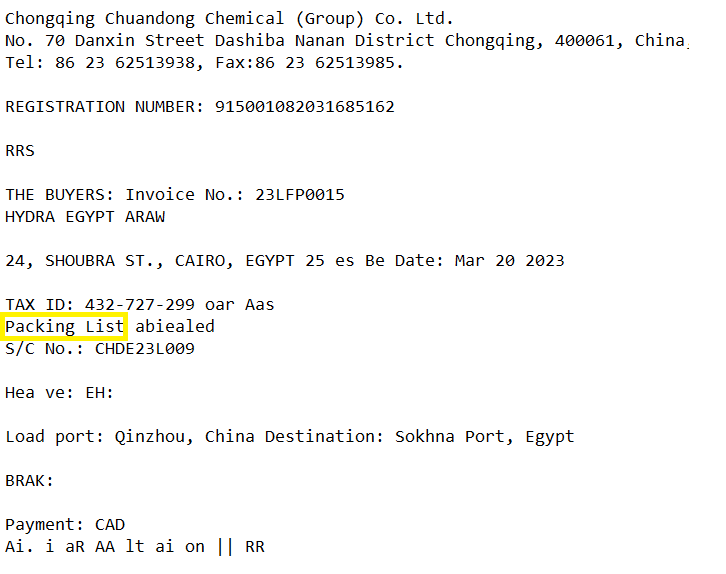 Chongqing Chuandong Chemical (Group) Co. Ltd.
No. 70 Danxin Street Dashiba Nanan District Chongqing, 400061, China,
Tel: 86 23 62513938, Fax:86 23 62513985.
REGISTRATION NUMBER: 915001082031685162
RRS
THE BUYERS: Invoice No.: 23LFP0015
HYDRA EGYPT ARAW
24, SHOUBRA ST., CAIRO, EGYPT 25 es Be Date: Mar 20 2023
TAX ID: 432-727-299 oar Aas
Packing List abiealed
S/C No.: CHDE23L009
Hea ve: EH:
Load port: Qinzhou, China Destination: Sokhna Port, Egypt
BRAK:
Payment: CAD
Ai. i aR AA lt ai on || RR